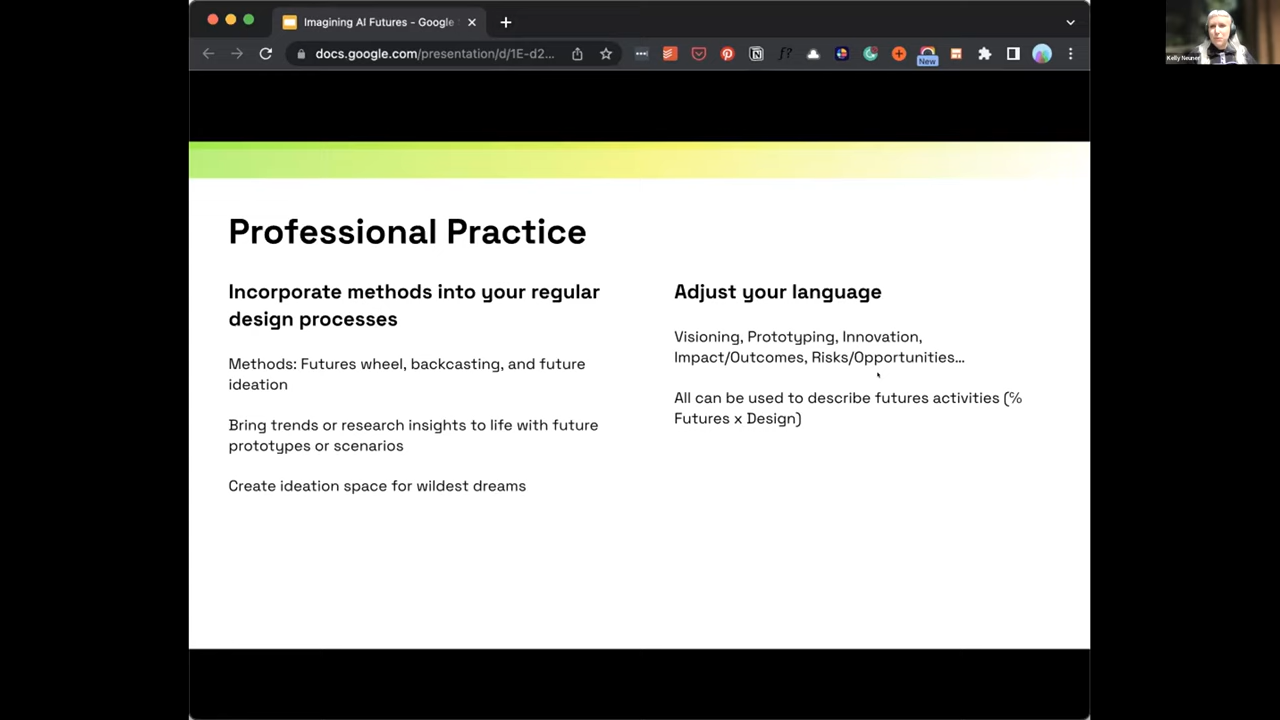 Imagining AI Futures - Google
docs.google.com/presentation/d/1E-d2...
New
Kelly Neuner
Professional Practice
Incorporate methods into your regular
design processes
Methods: Futures wheel, backcasting, and future
ideation
Bring trends or research insights to life with future
prototypes or scenarios
Create ideation space for wildest dreams
Adjust your language
Visioning, Prototyping, Innovation,
Impact/Outcomes, Risks/Opportunities...
All can be used to describe futures activities (℅
Futures x Design)